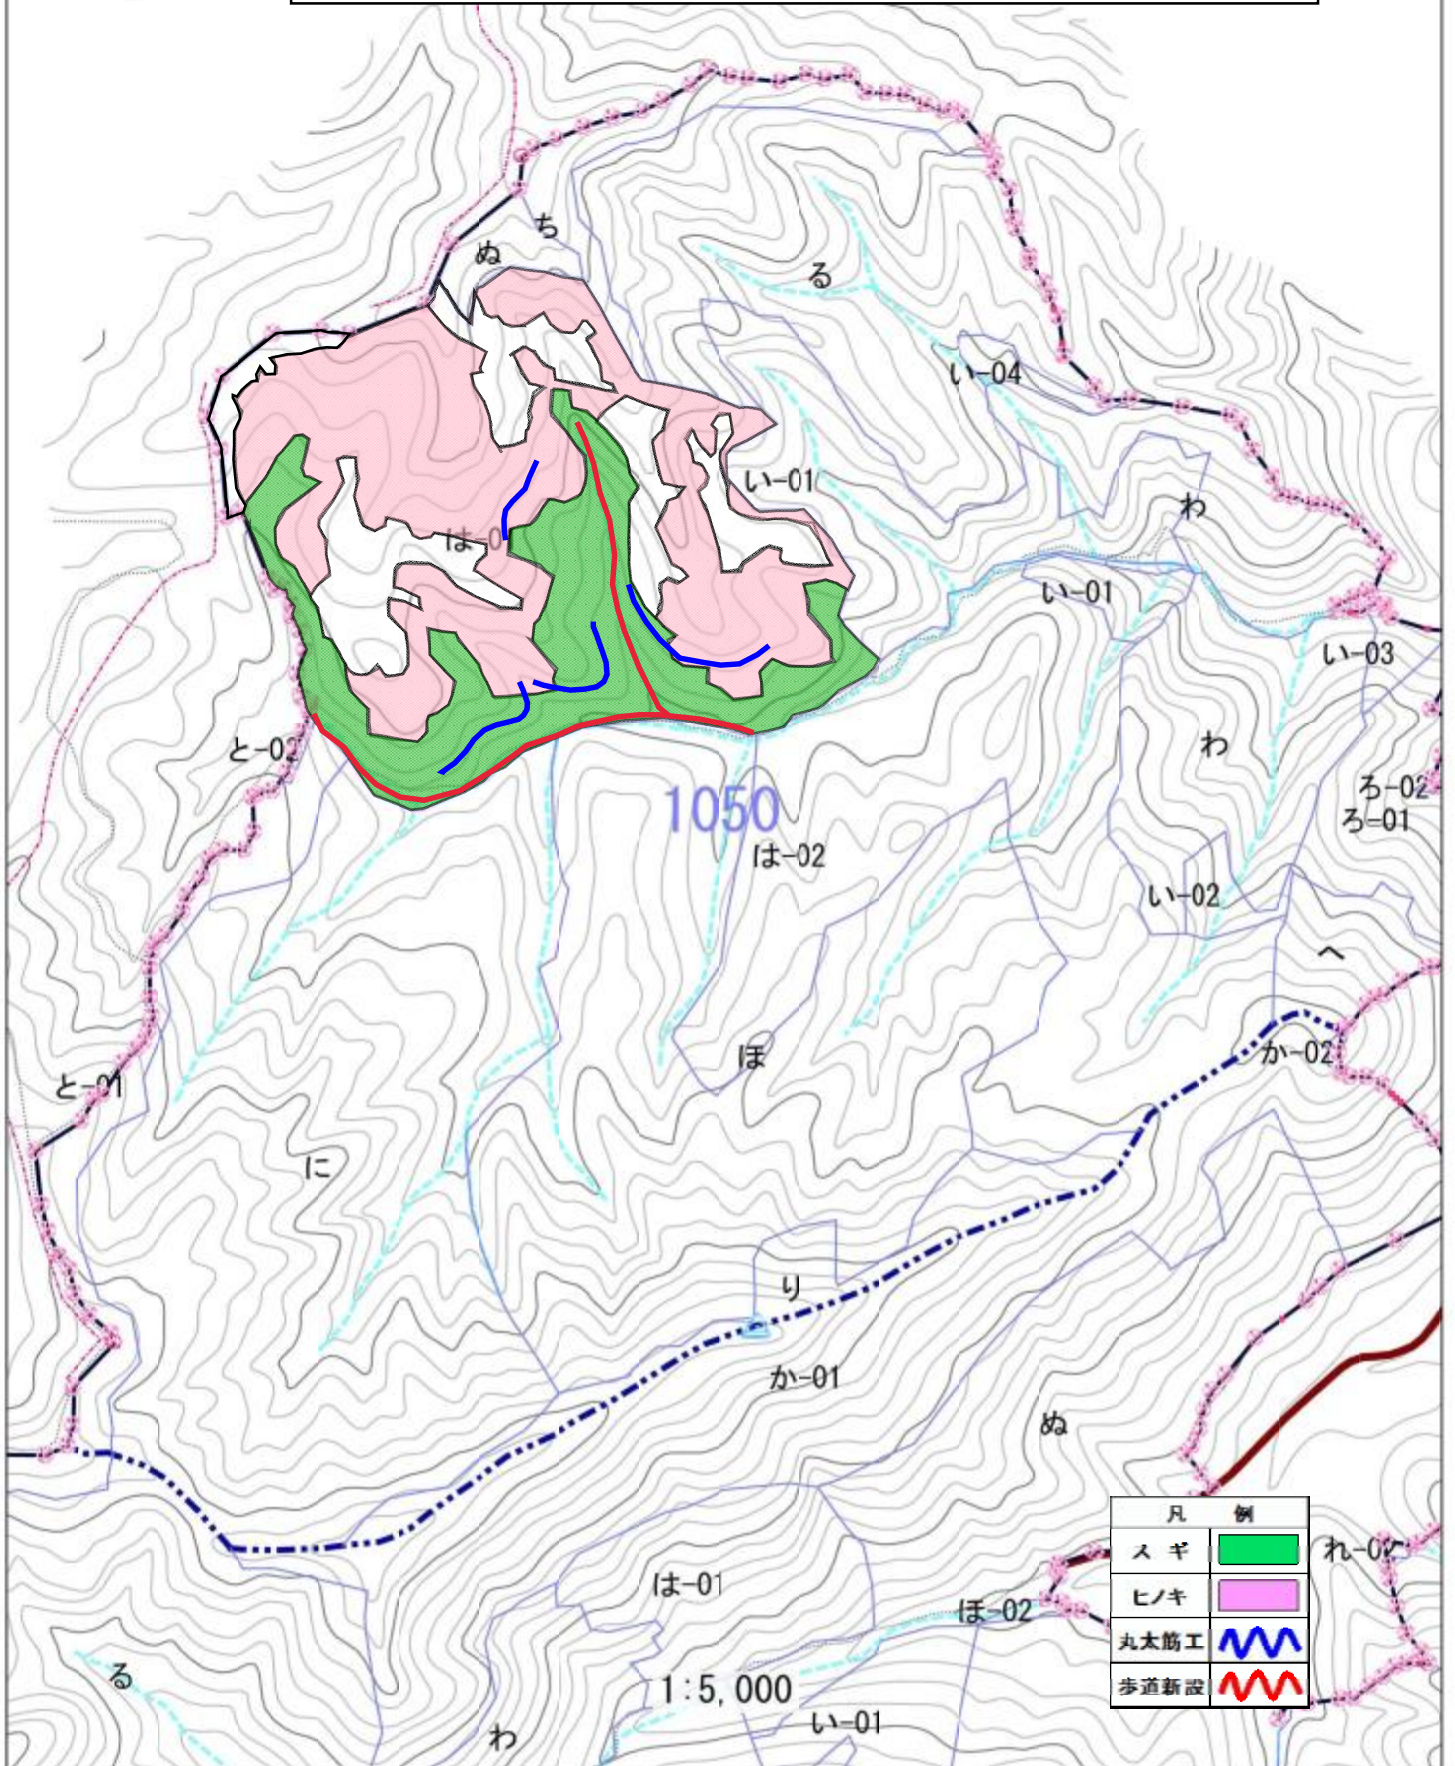 ち
ぬ
る
い-04
い-01
わ
は-0
い-01
い-03
と-02
わ
ろ-02
1050
ろ-01
は-02
い-02
へ
ほ
か-02
と-01
に
り
か-01
ぬ
凡 例
スギ
れ-0
ヒノキ
は-01
ほ-02
丸太筋工
る
歩道新設
1:5,000
い-01
わ